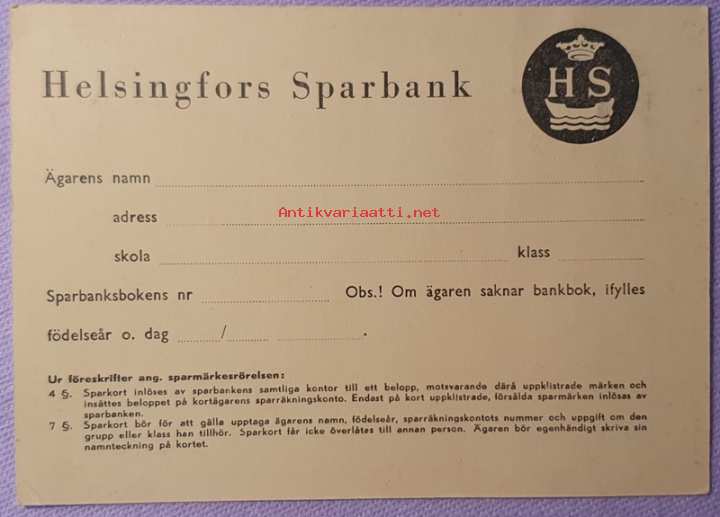 Helsingfors Sparbank
H S
Ägarens namn
Antikvariaatti.net
adress
skola klass
Sparbanksbokens nr Obs.! Om ägaren saknar bankbok, ifylles
födelseår o. dag / .
Ur föreskrifter ang. sparmärkesrörelsen:
4 §. Sparkort inlöses av sparbankens samtliga kontor till ett belopp, motsvarande därå uppklistrade märken och
insättes beloppet på kortägarens sparräkningskonto. Endast på kort uppklistrade, försålda sparmärken inlösas av
sparbanken.
7 §. Sparkort bör för att gälla upptaga ägarens namn, födelseår, sparräkningskontots nummer och uppgift om den
grupp eller klass han tillhör. Sparkort får icke överlåtes till annan person. Ägaren bör egenhändigt skriva sin
namnteckning på kortet.